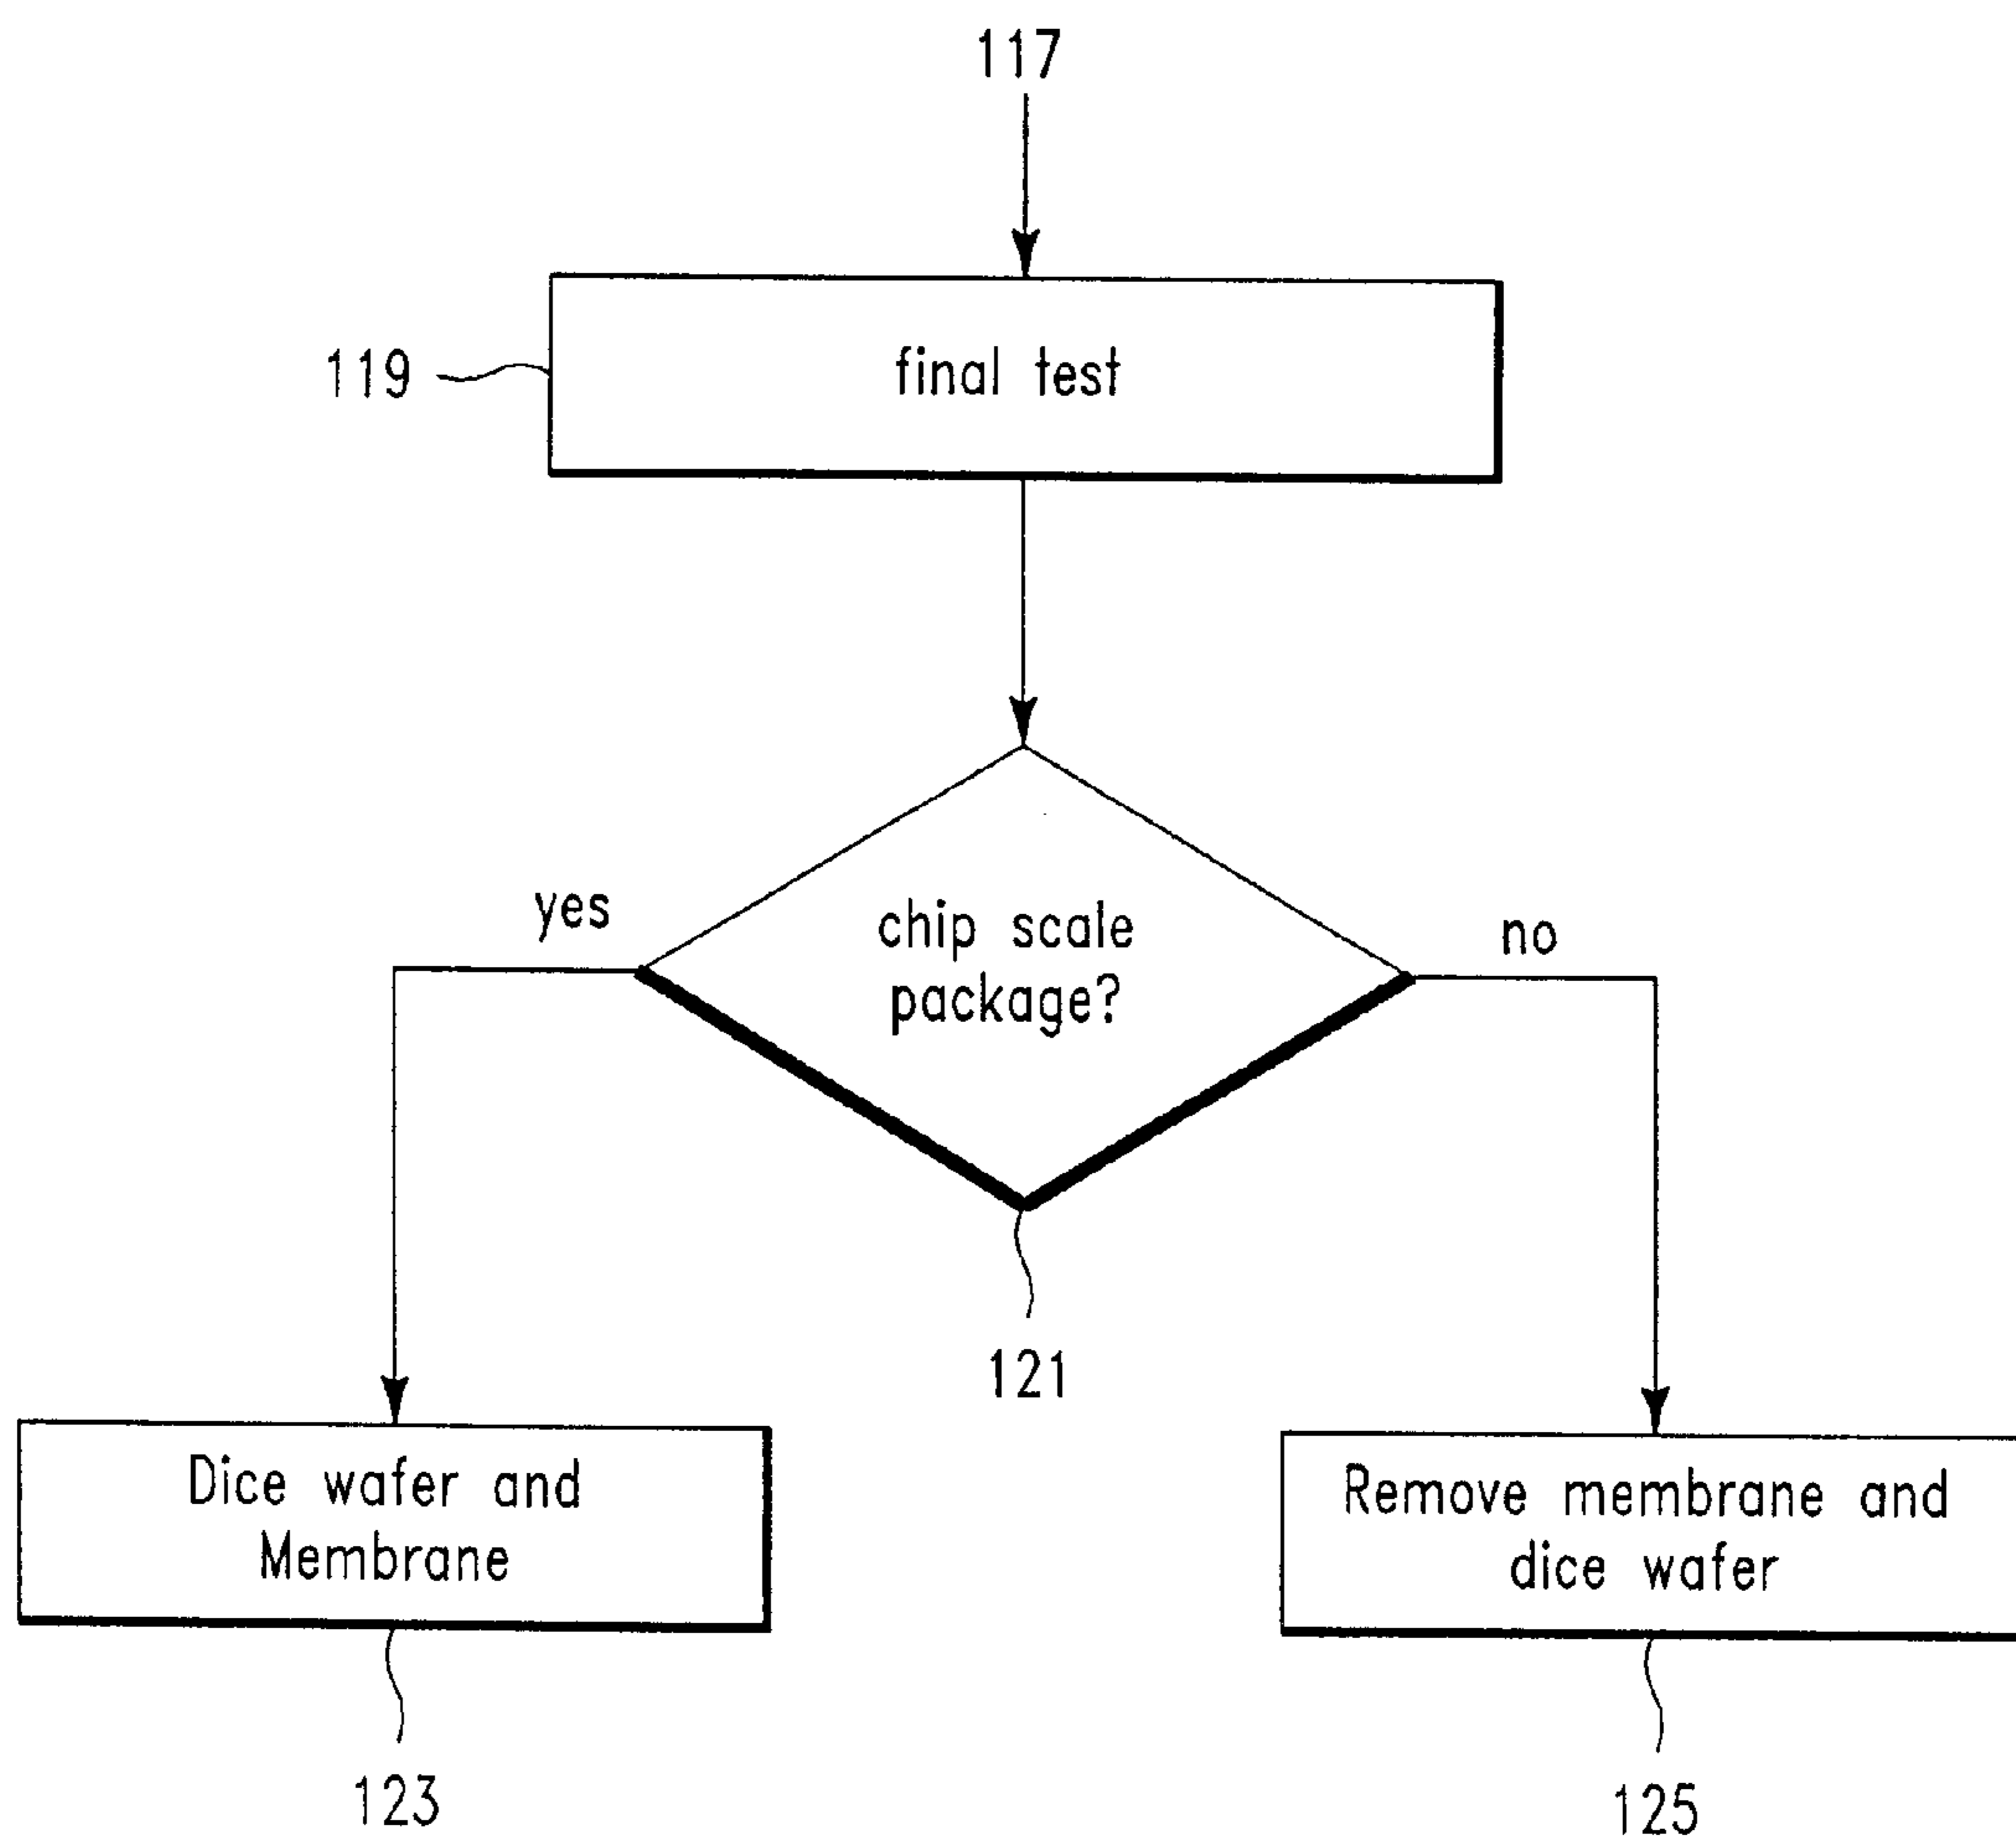 117
119
final test
yes
chip scale
package?
no
121
Dice wafer and
Membrane
Remove membrane and
dice wafer
123
125